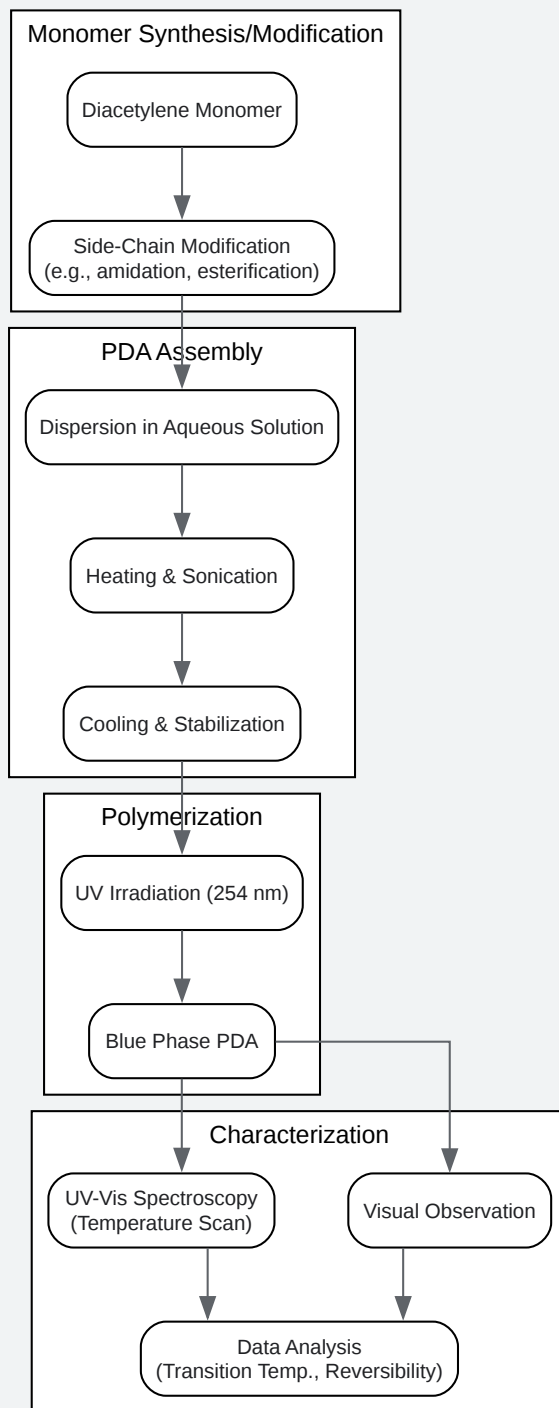 Monomer Synthesis/Modification
Diacetylene Monomer
Side-Chain Modification
(e.g., amidation, esterification)
PDA Assembly
Dispersion in Aqueous Solution
Heating & Sonication
Cooling & Stabilization
Polymerization
UV Irradiation (254 nm)
Blue Phase PDA
Characterization
UV-Vis Spectroscopy
(Temperature Scan)
Visual Observation
Data Analysis
(Transition Temp., Reversibility)